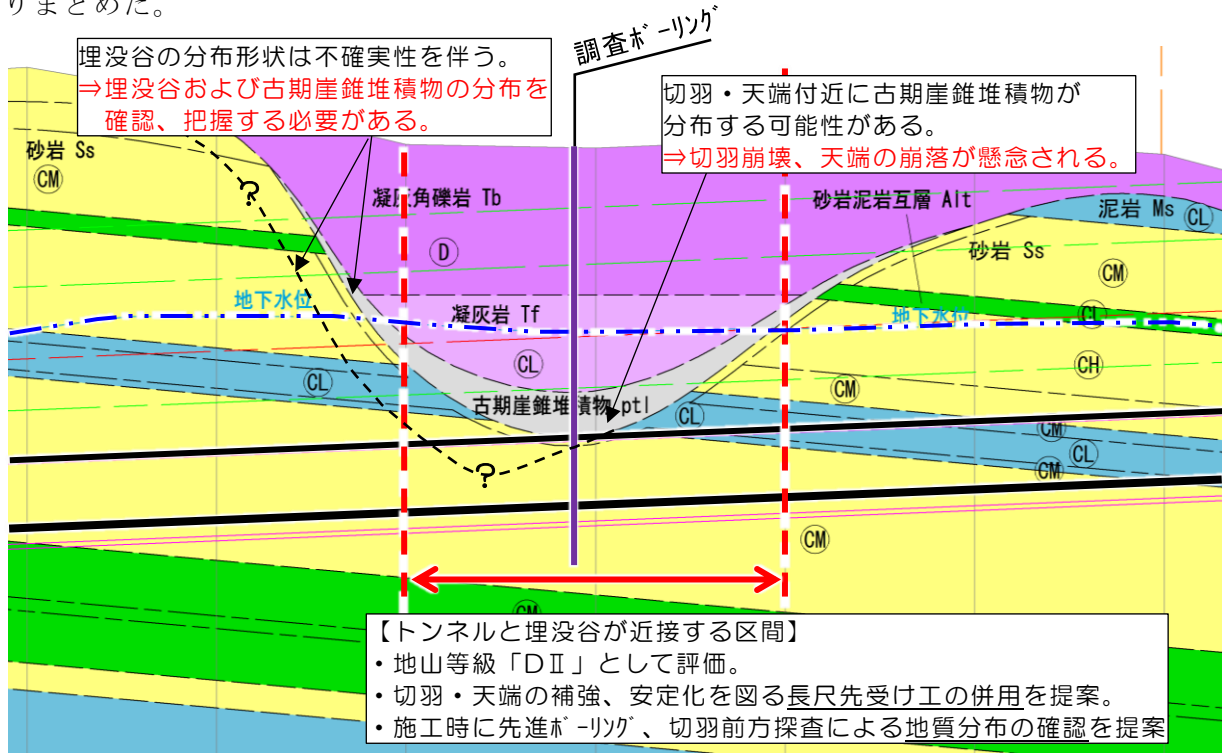 りまとめた。
調査ﾎﾞｰﾘﾝｸﾞ
埋没谷の分布形状は不確実性を伴う。
⇒埋没谷および古期崖錐堆積物の分布を
確認、把握する必要がある。
切羽・天端付近に古期崖錐堆積物が
分布する可能性がある。
⇒切羽崩壊、天端の崩落が懸念される。
砂岩 Ss
CM
?
凝灰角礫岩 Tb
D
砂岩泥岩互層 Alt
泥岩 Ms
CL
砂岩 Ss
CM
地下水位
凝灰岩 Tf
地下水位
CL
CL
CL
CH
CM
古期崖錐堆積物 ptl
CL
CM
CL
CM
?
CM
CM
【トンネルと埋没谷が近接する区間】
・地山等級「DⅡ」として評価。
・切羽・天端の補強、安定化を図る長尺先受け工の併用を提案。
・施工時に先進ﾎﾞｰﾘﾝｸﾞ、切羽前方探査による地質分布の確認を提案